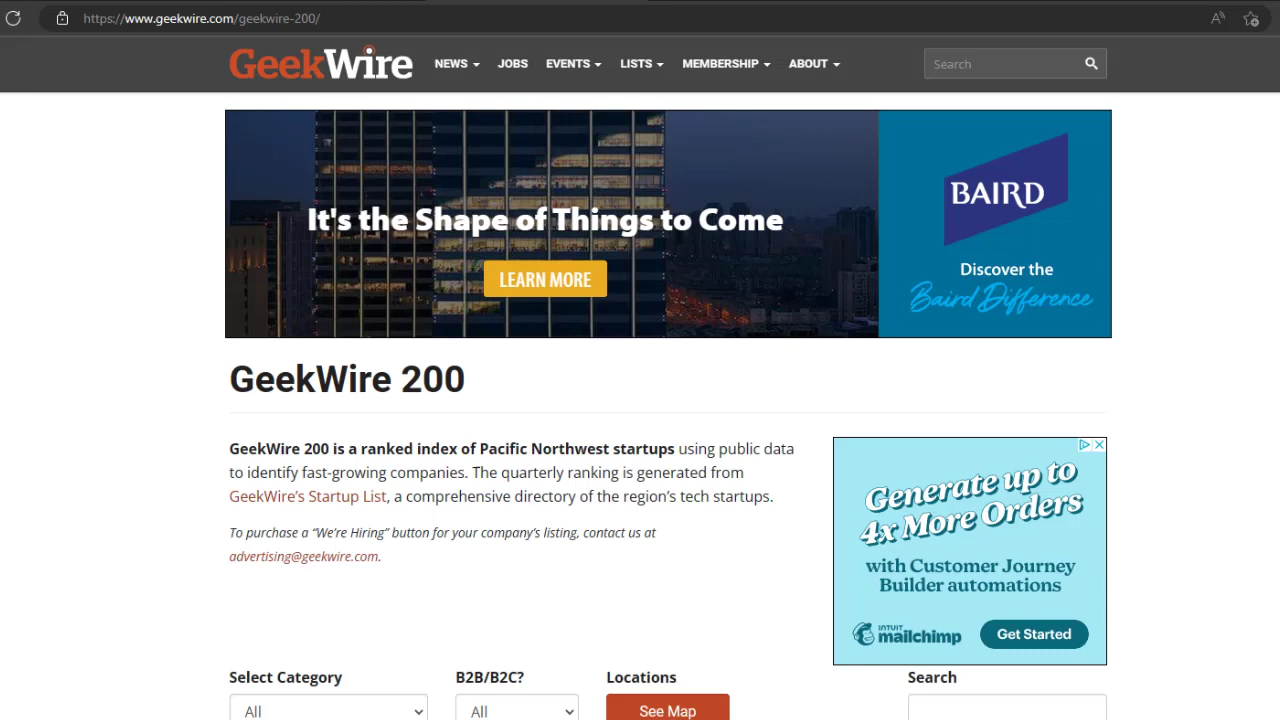 https://www.geekwire.com/geekwire-200/
GeekWire
NEWS JOBS EVENTS LISTS MEMBERSHIP ABOUT
Search
It's the Shape of Things to Come
LEARN MORE
BAIRD
Discover the
Baird Difference
GeekWire 200
GeekWire 200 is a ranked index of Pacific Northwest startups using public data
to identify fast-growing companies. The quarterly ranking is generated from
GeekWire's Startup List, a comprehensive directory of the region's tech startups.
To purchase a “We're Hiring” button for your company's listing, contact us at
advertising@geekwire.com.
Generate up to
4x More Orders
with Customer Journey
Builder automations
INTUIT
mailchimp
Get Started
Select Category
B2B/B2C?
Locations
Search
All
All
See Map